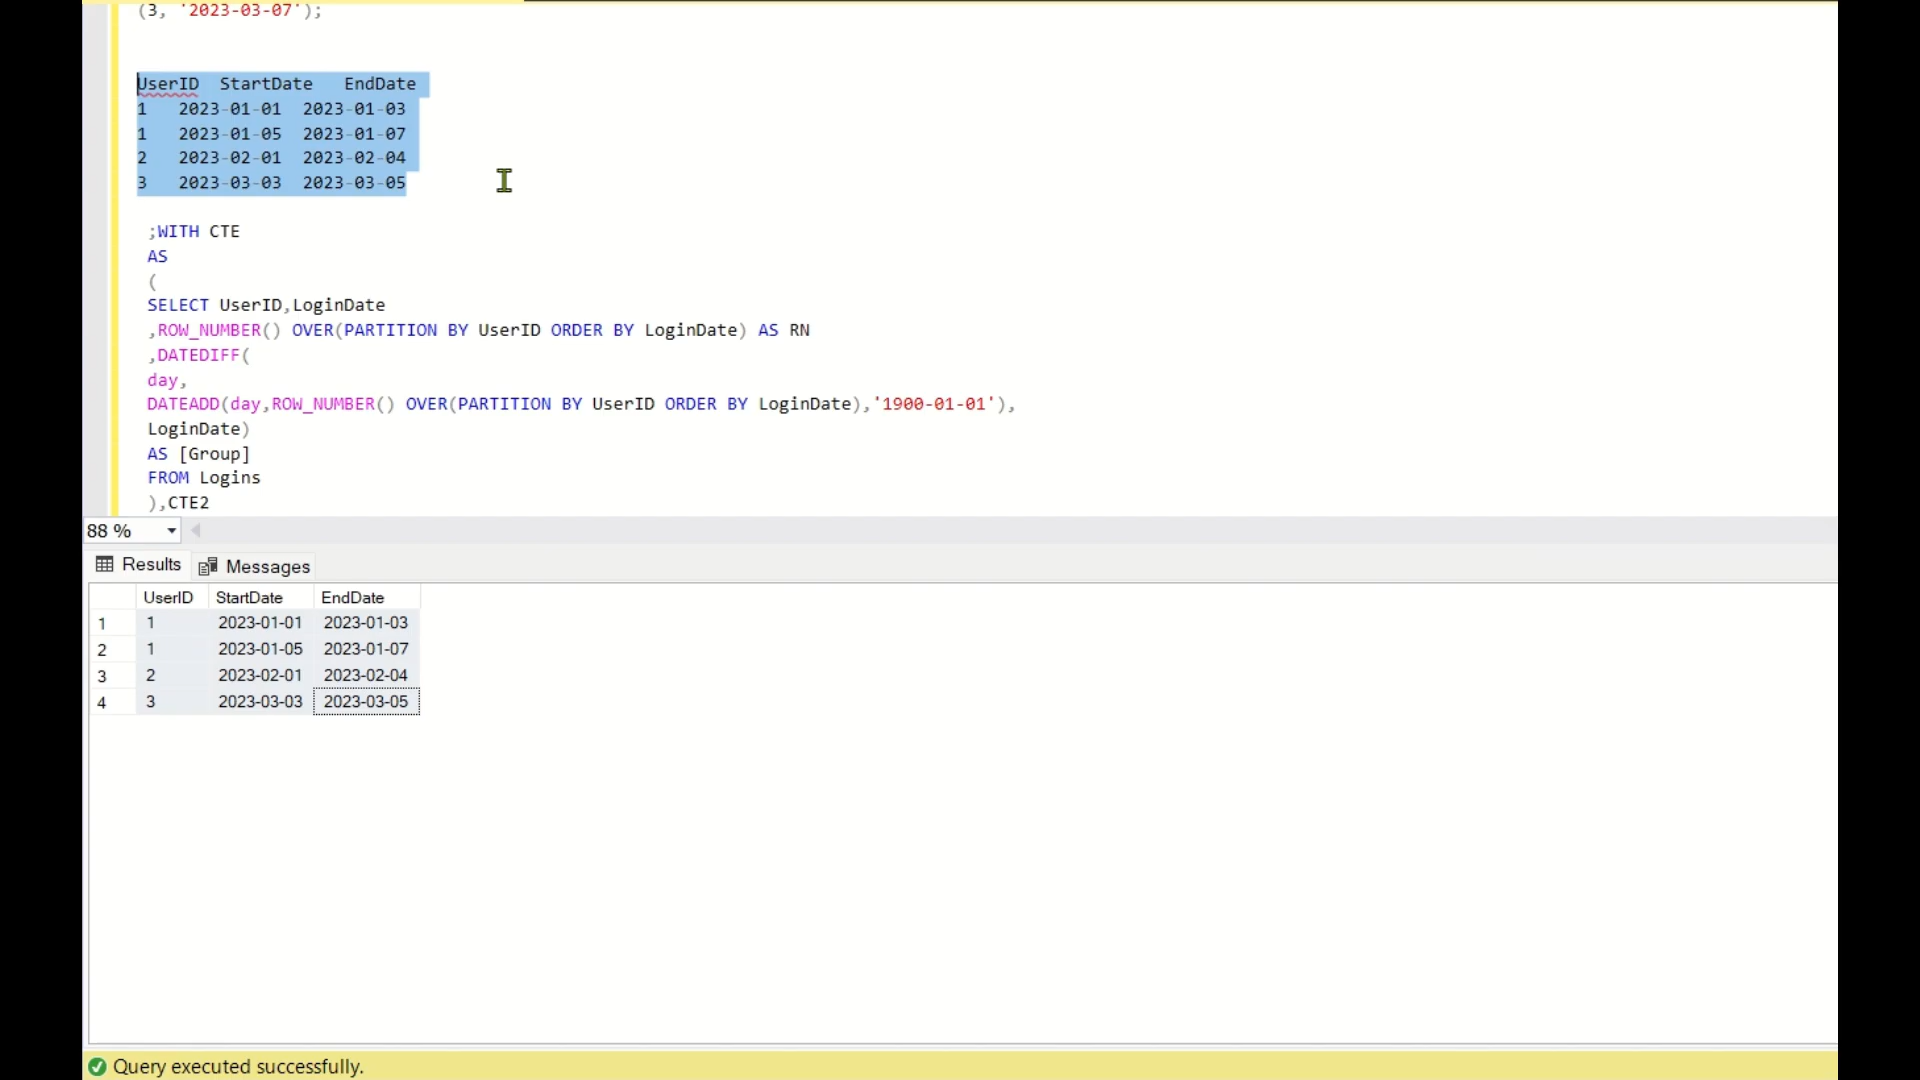 (3, '2023-03-07');
UserID StartDate EndDate
1 2023-01-01 2023-01-03
1 2023-01-05 2023-01-07
2 2023-02-01 2023-02-04
3 2023-03-03 2023-03-05
;WITH CTE
AS
(
SELECT UserID,LoginDate
,ROW_NUMBER() OVER(PARTITION BY UserID ORDER BY LoginDate) AS RN
,DATEDIFF(
day,
DATEADD(day,ROW_NUMBER() OVER(PARTITION BY UserID ORDER BY LoginDate),'1900-01-01'),
LoginDate)
AS [Group]
FROM Logins
),CTE2
88 %
Results Messages
UserID StartDate EndDate
1 1 2023-01-01 2023-01-03
2 1 2023-01-05 2023-01-07
3 2 2023-02-01 2023-02-04
4 3 2023-03-03 2023-03-05
Query executed successfully.